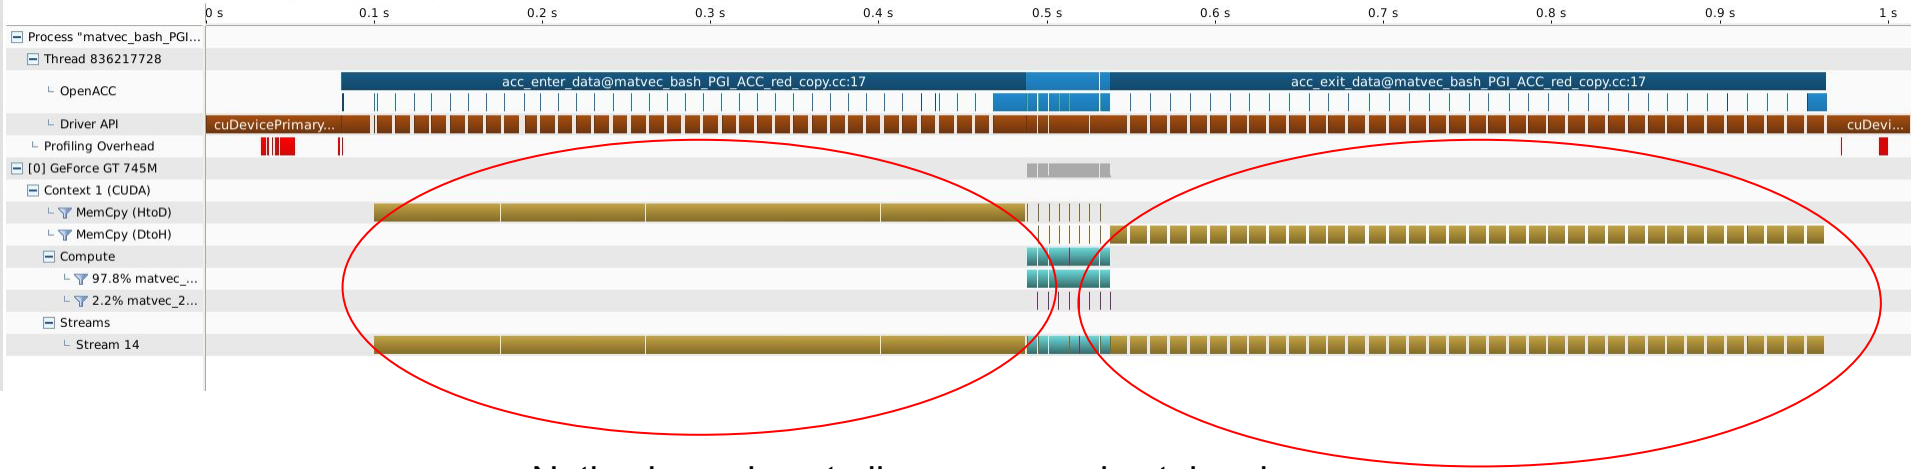 0 s 0.1 s 0.2 s 0.3 s 0.4 s 0.5 s 0.6 s 0.7 s 0.8 s 0.9 s 1 s
Process "matvec_bash_PGI...
Thread 836217728
OpenACC
acc_enter_data@matvec_bash_PGI_ACC_red_copy.cc:17 acc_exit_data@matvec_bash_PGI_ACC_red_copy.cc:17
Driver API cuDevicePrimary... cuDevi...
Profiling Overhead
[0] GeForce GT 745M
Context 1 (CUDA)
MemCpy (HtoD)
MemCpy (DtoH)
Compute
97.8% matvec_...
2.2% matvec_2...
Streams
Stream 14